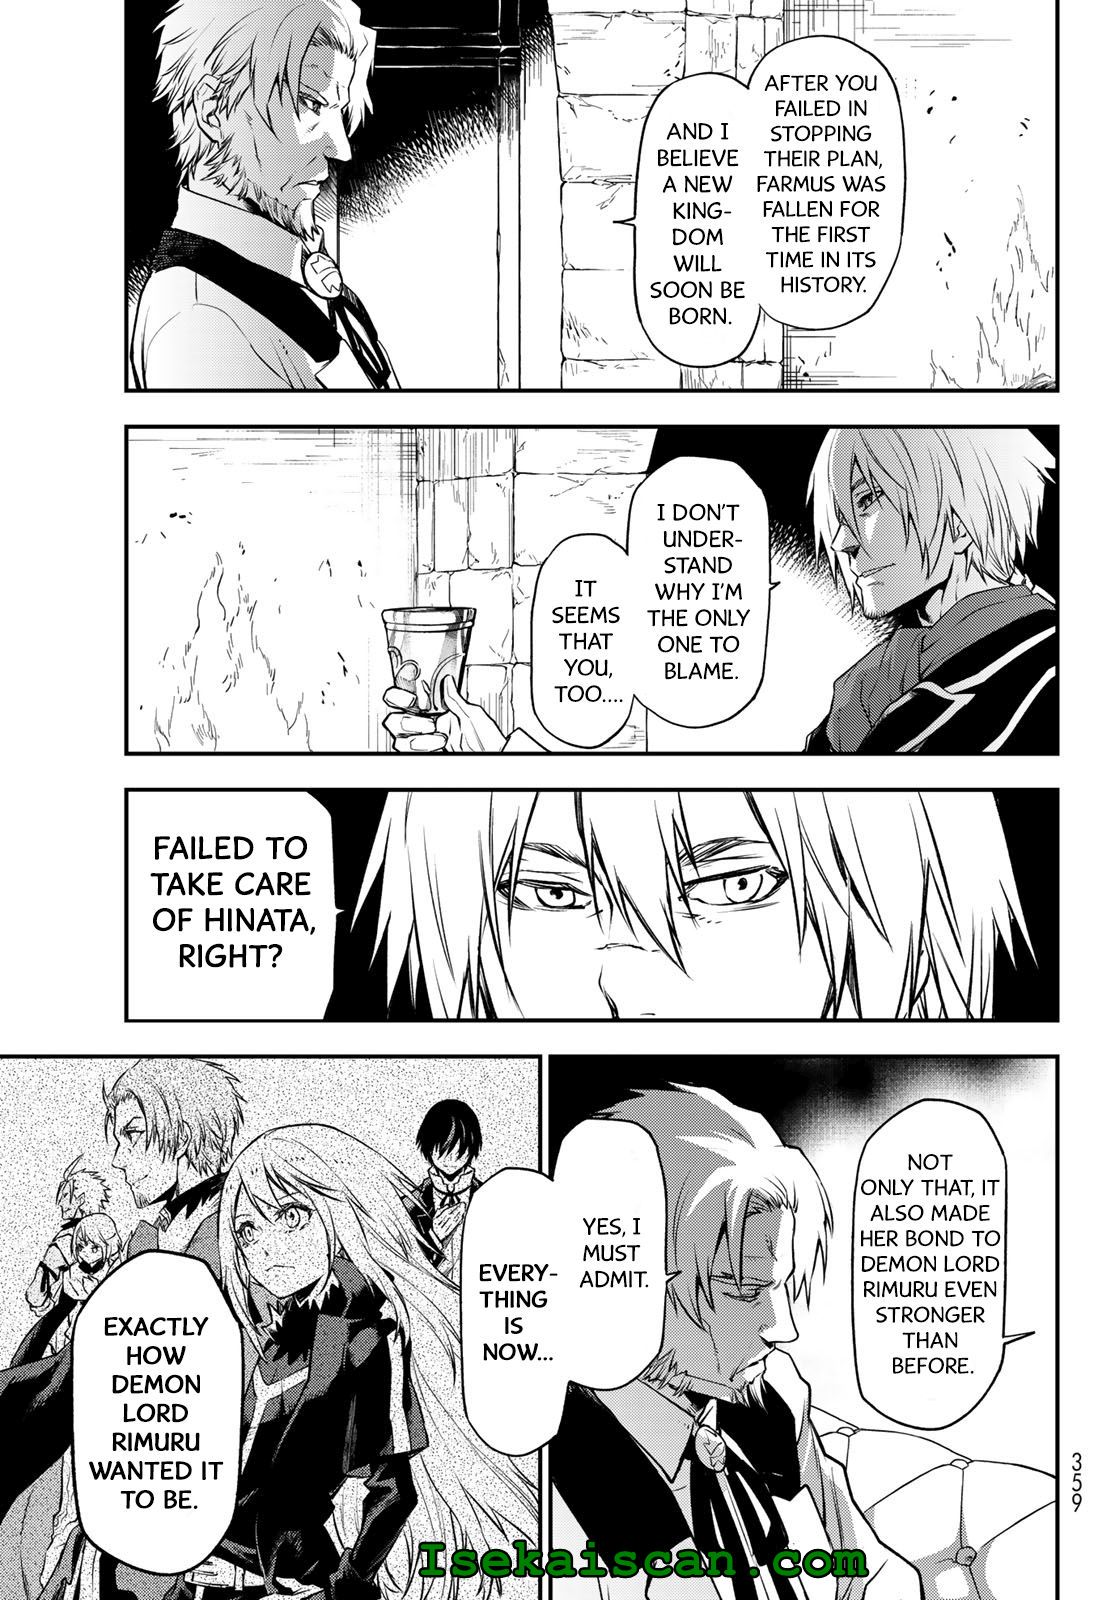 AFTER YOU
FAILED IN
STOPPING
THEIR PLAN,
FARMUS WAS
FALLEN FOR
THE FIRST
TIME IN ITS
HISTORY.
AND I
BELIEVE
A NEW
KING-
DOM
WILL
SOON BE
BORN.
I DON'T
UNDER-
STAND
WHY I'M
THE ONLY
ONE TO
BLAME.
IT
SEEMS
THAT
YOU,
TOO....
FAILED TO
TAKE CARE
OF HINATA,
RIGHT?
NOT
ONLY THAT, IT
ALSO MADE
HER BOND TO
DEMON LORD
RIMURU EVEN
STRONGER
THAN
BEFORE.
YES, I
MUST
ADMIT.
EVERY-
THING
IS
NOW...
EXACTLY
HOW
DEMON
LORD
RIMURU
WANTED IT
TO BE.
359
Isekaiscan.com